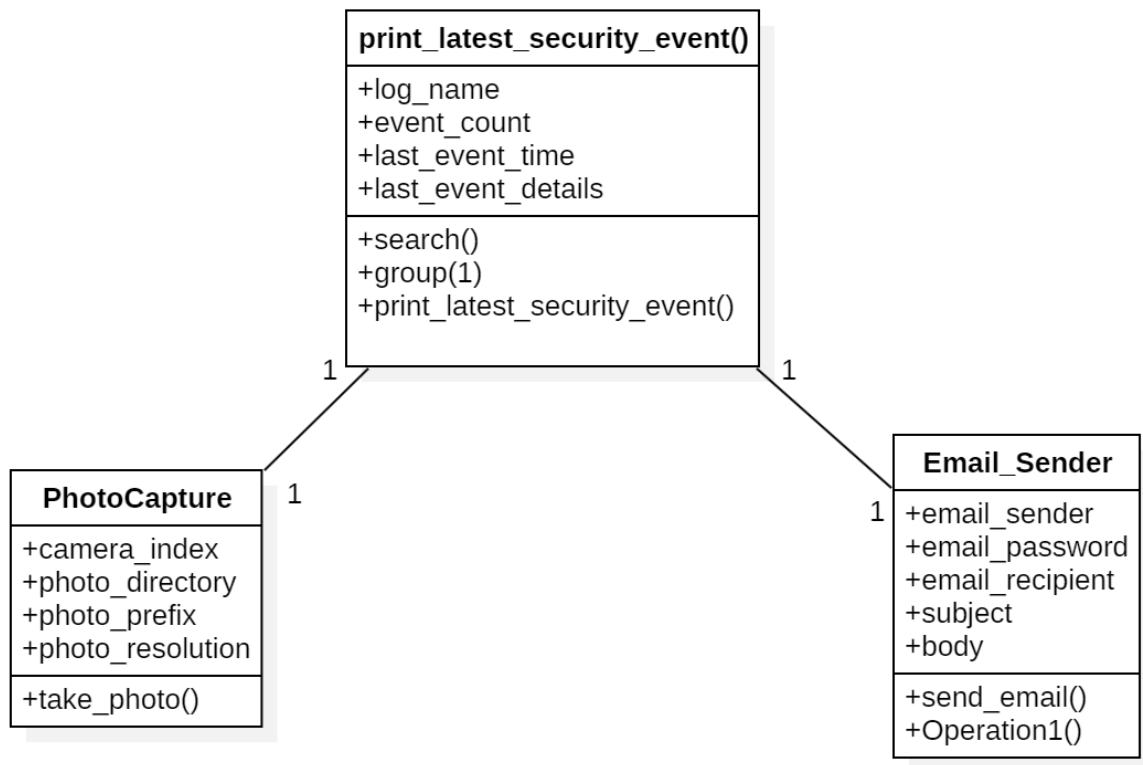 print_latest_security_event()
+log_name
+event_count
+last_event_time
+last_event_details
+search()
+group(1)
+print_latest_security_event()
1
1
1
1
PhotoCapture
+camera_index
+photo_directory
+photo_prefix
+photo_resolution
+take_photo()
Email_Sender
+email_sender
+email_password
+email_recipient
+subject
+body
+send_email()
+Operation1()